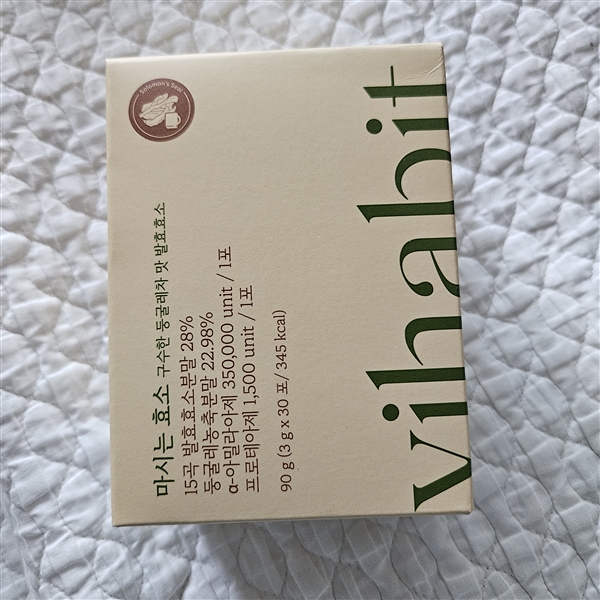 Solomon's Seal
마시는 효소 구수한 둥굴레차 맛 발효효소
15곡 발효효소분말 28%
둥굴레농축분말 22.98%
α-아밀라아제 350,000 unit / 1포
프로테아제 1,500 unit / 1포
90 g (3 g x 30 포/ 345 kcal)
vihabit